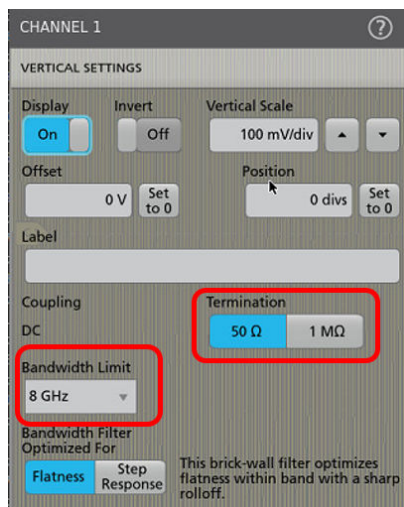 CHANNEL 1
?
VERTICAL SETTINGS
Display Invert Vertical Scale
On Off 100 mV/div
Offset Position
0 V Set to 0 0 divs Set to 0
Label
Coupling Termination
DC 50 Ω 1 MΩ
Bandwidth Limit
8 GHz
Bandwidth Filter
Optimized For
Flatness Step Response
This brick-wall filter optimizes
flatness within band with a sharp
rolloff.